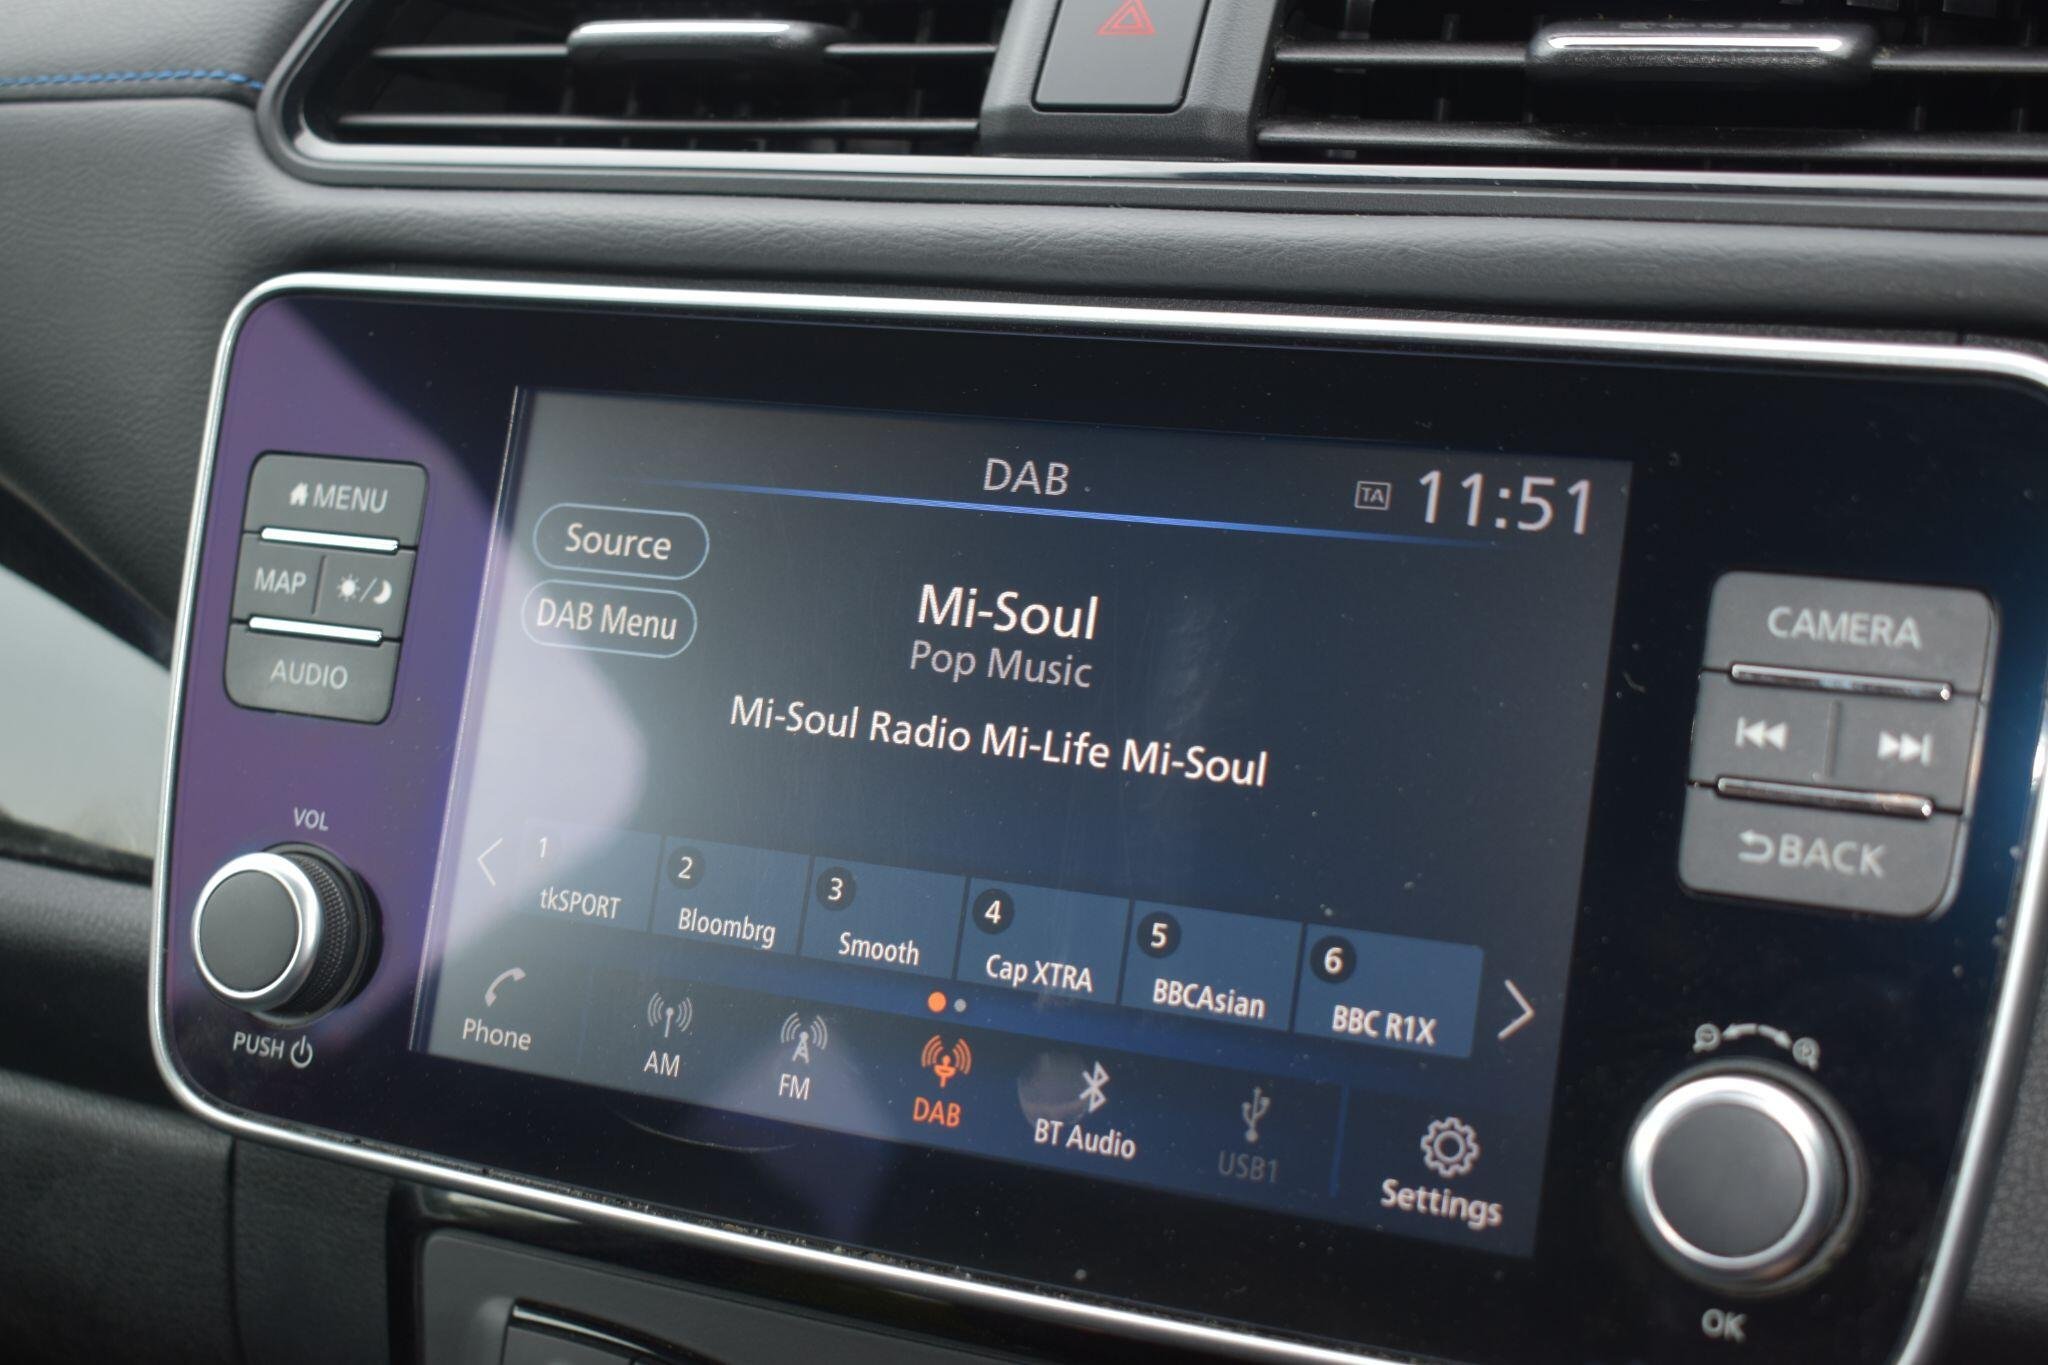 MENU
MAP
AUDIO
VOL
PUSH
DAB
TA
11:51
Source
DAB Menu
Mi-Soul
Pop Music
Mi-Soul Radio Mi-Life Mi-Soul
1
tkSPORT
2
Bloombrg
3
Smooth
4
Cap XTRA
5
BBCAsian
6
BBC R1X
Phone
AM
FM
DAB
BT Audio
USB1
Settings
CAMERA
BACK
OK